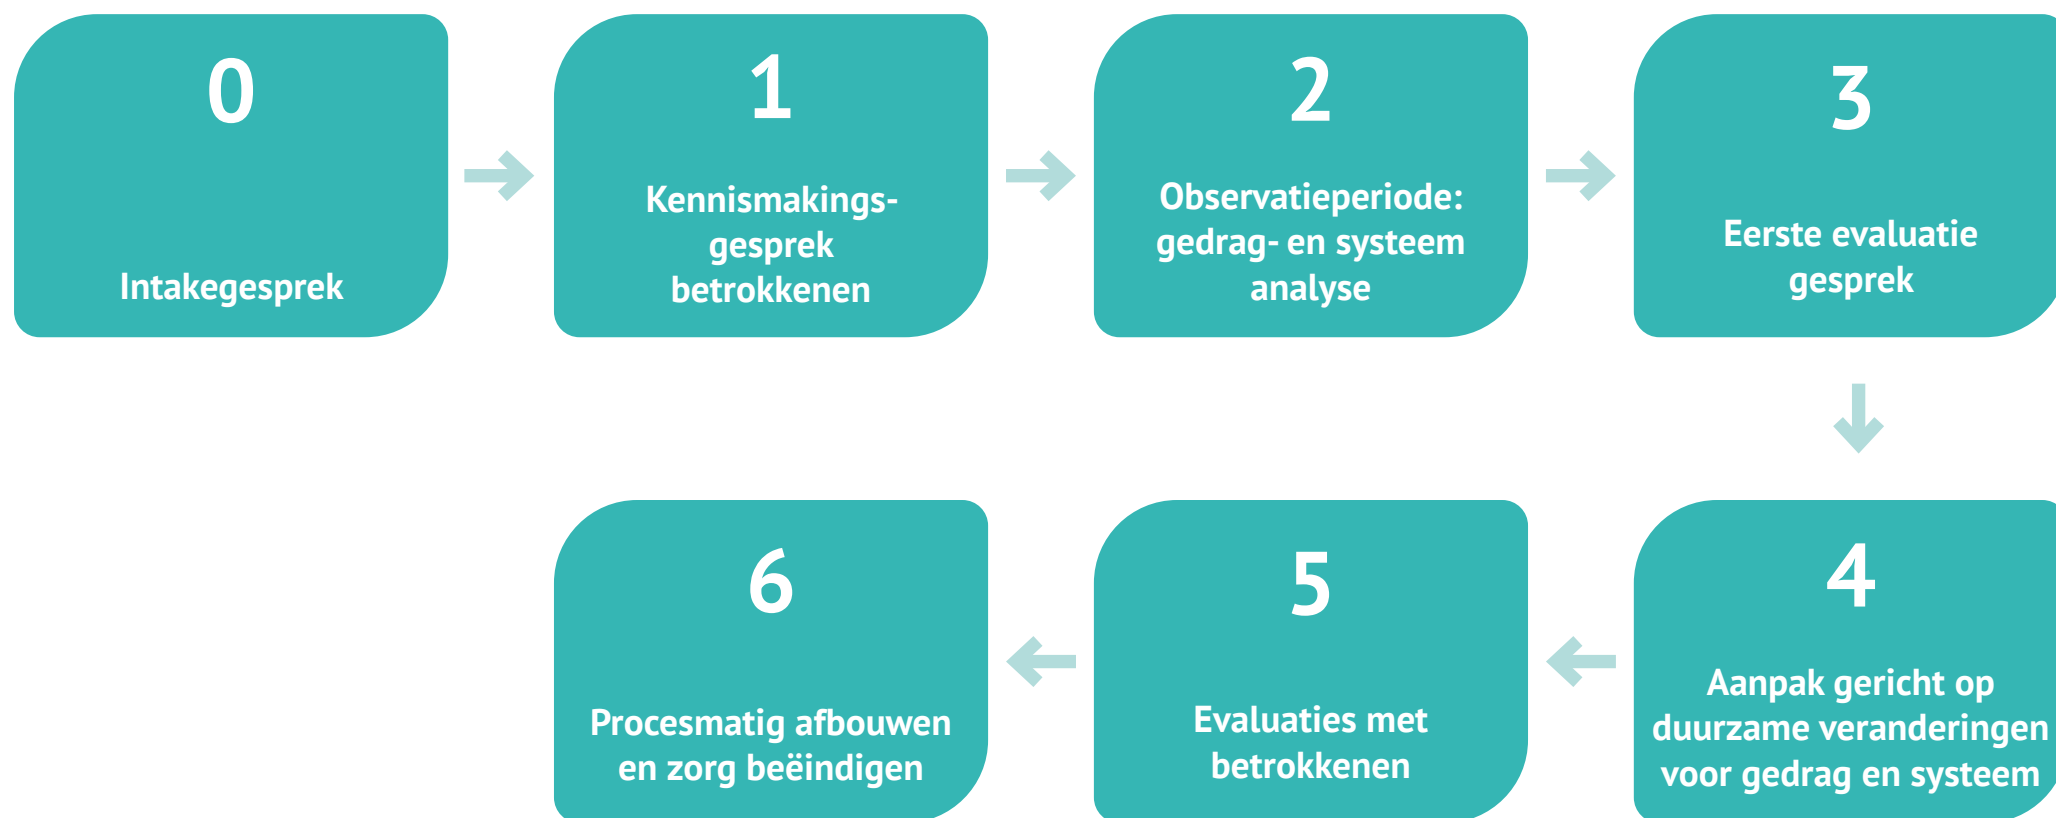 0
Intakegesprek
1
Kennismakings-
gesprek
betrokkenen
2
Observatieperiode:
gedrag- en systeem
analyse
3
Eerste evaluatie
gesprek
4
Aanpak gericht op
duurzame veranderingen
voor gedrag en systeem
5
Evaluaties met
betrokkenen
6
Procesmatig afbouwen
en zorg beëindigen